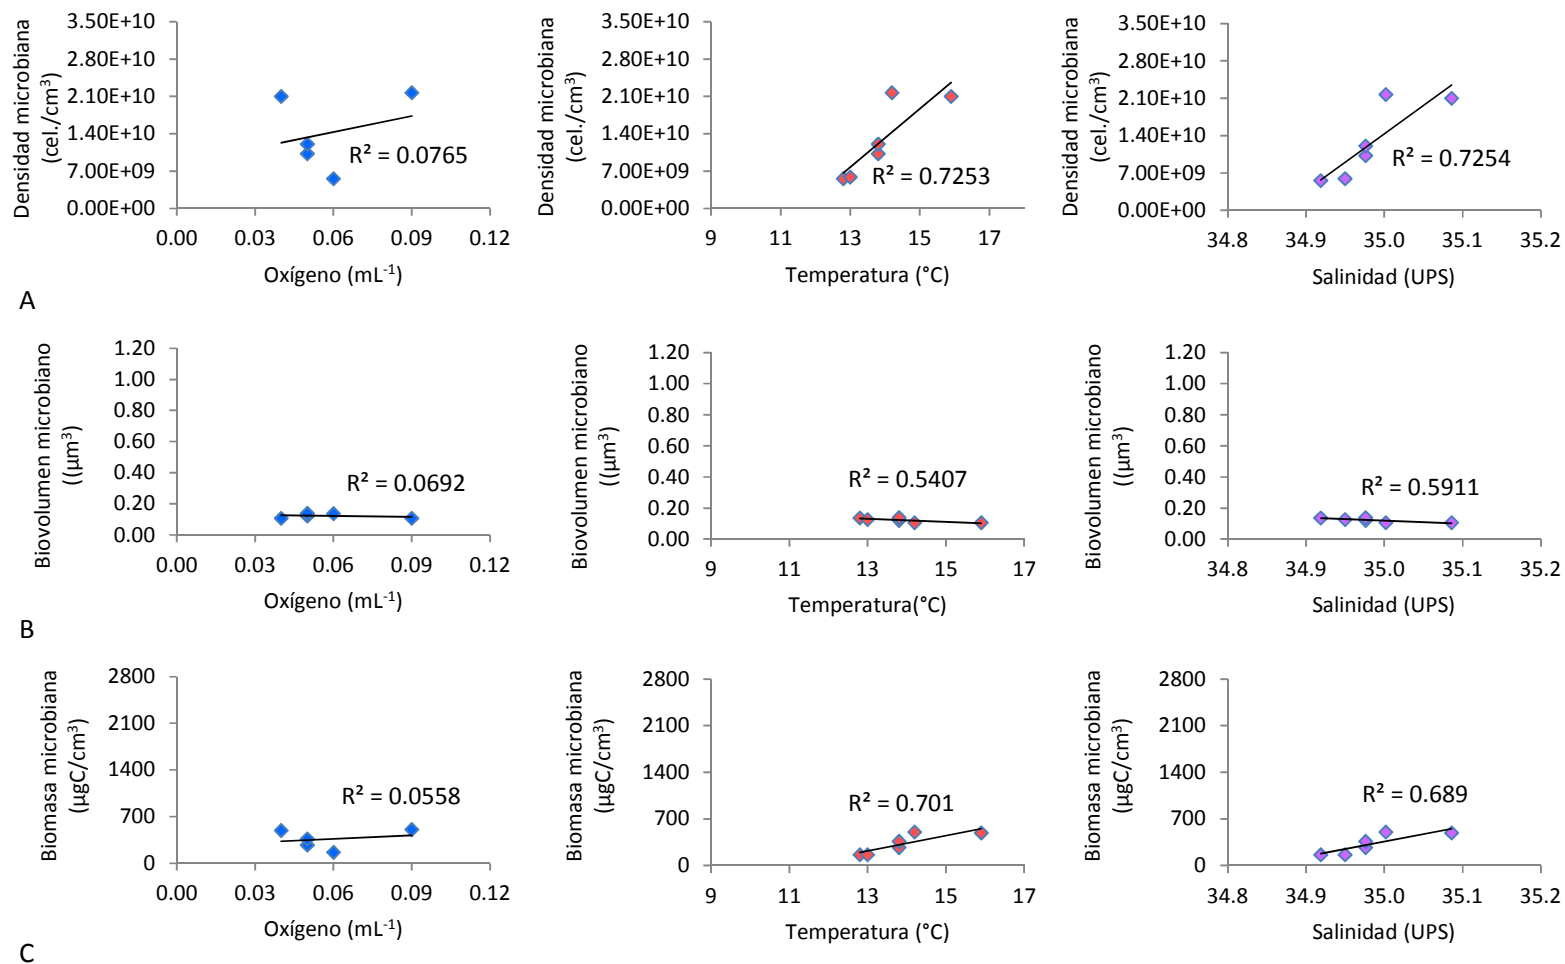 Densidad microbiana
(cel./cm³)
3.50E+10
2.80E+10
2.10E+10
1.40E+10
7.00E+09
0.00E+00
R² = 0.0765
0.00 0.03 0.06 0.09 0.12
Oxígeno (mL⁻¹)
Densidad microbiana
(cel./cm³)
3.50E+10
2.80E+10
2.10E+10
1.40E+10
7.00E+09
0.00E+00
R² = 0.7253
9 11 13 15 17
Temperatura (°C)
Densidad microbiana
(cel./cm³)
3.50E+10
2.80E+10
2.10E+10
1.40E+10
7.00E+09
0.00E+00
R² = 0.7254
34.8 34.9 35.0 35.1 35.2
Salinidad (UPS)
A
Biovolumen microbiano
((µm³)
1.20
1.00
0.80
0.60
0.40
0.20
0.00
R² = 0.0692
0.00 0.03 0.06 0.09 0.12
Oxígeno (mL⁻¹)
Biovolumen microbiano
((µm³)
1.20
1.00
0.80
0.60
0.40
0.20
0.00
R² = 0.5407
9 11 13 15 17
Temperatura(°C)
Biovolumen microbiano
((µm³)
1.20
1.00
0.80
0.60
0.40
0.20
0.00
R² = 0.5911
34.8 34.9 35.0 35.1 35.2
Salinidad (UPS)
B
Biomasa microbiana
(µgC/cm³)
2800
2100
1400
700
0
R² = 0.0558
0.00 0.03 0.06 0.09 0.12
Oxígeno (mL⁻¹)
Biomasa microbiana
(µgC/cm³)
2800
2100
1400
700
0
R² = 0.701
9 11 13 15 17
Temperatura (°C)
Biomasa microbiana
(µgC/cm³)
2800
2100
1400
700
0
R² = 0.689
34.8 34.9 35.0 35.1 35.2
Salinidad (UPS)
C